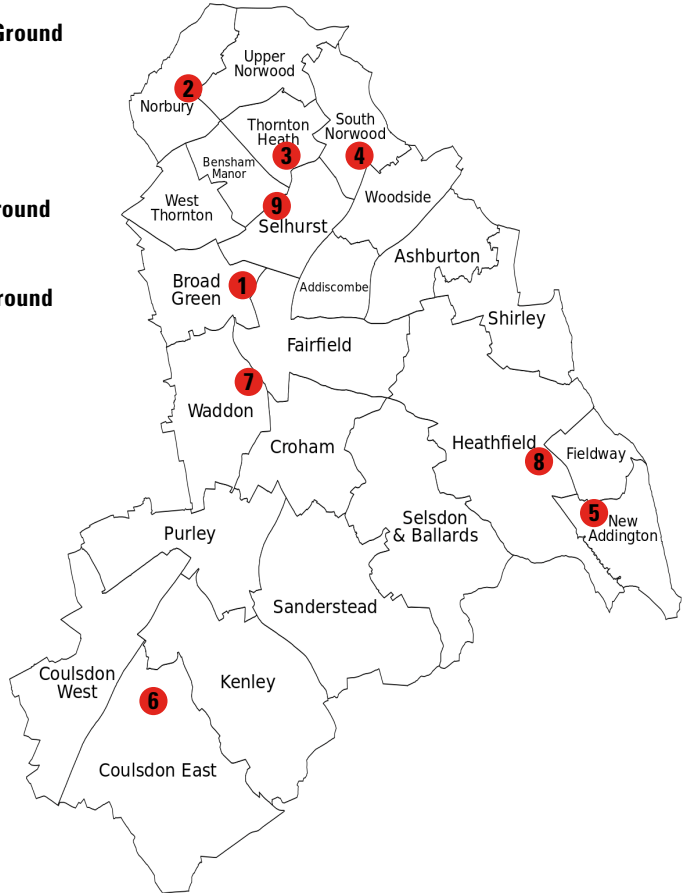 Ground
Upper
Norwood
2
Norbury
South
Norwood
Thornton
Heath
3
4
Bensham
Manor
Woodside
West
Thornton
9
Selhurst
round
Ashburton
Broad
Green
1
Addiscombe
round
Shirley
Fairfield
7
Waddon
Croham
Heathfield
8
Fieldway
5
New
Addington
Selsdon
& Ballards
Purley
Sanderstead
Coulsdon
West
Kenley
6
Coulsdon East